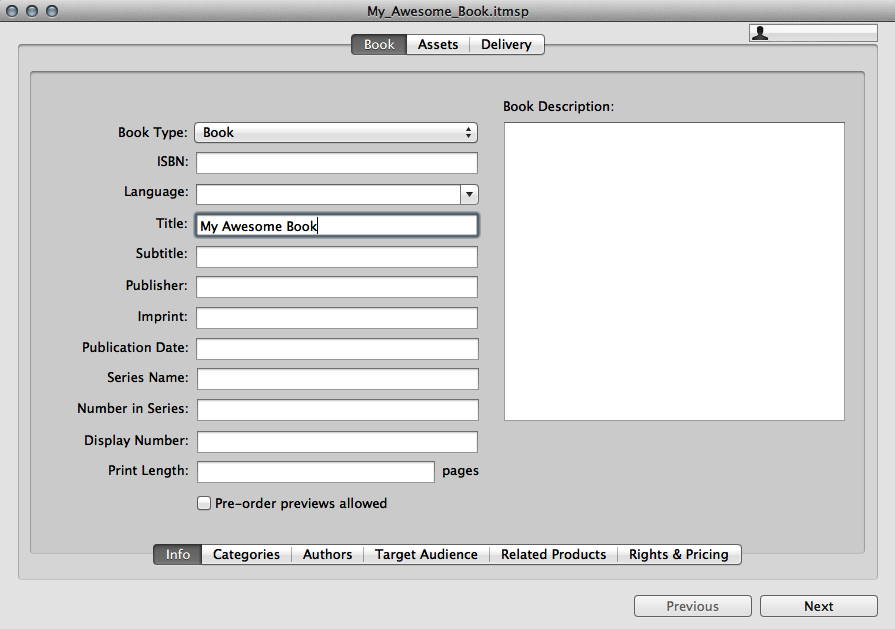 My_Awesome_Book.itmsp
Book Assets Delivery
Book Description:
Book Type: Book
ISBN:
Language:
Title: My Awesome Book
Subtitle:
Publisher:
Imprint:
Publication Date:
Series Name:
Number in Series:
Display Number:
Print Length: pages
Pre-order previews allowed
Info Categories Authors Target Audience Related Products Rights & Pricing
Previous Next